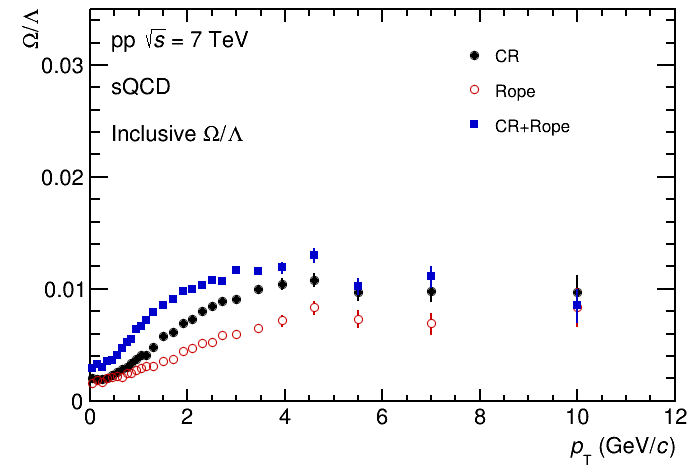 Ω/Λ
0.03
0.02
0.01
0
pp √s = 7 TeV
sQCD
Inclusive Ω/Λ
CR
Rope
CR+Rope
0 2 4 6 8 10 12
p_T (GeV/c)